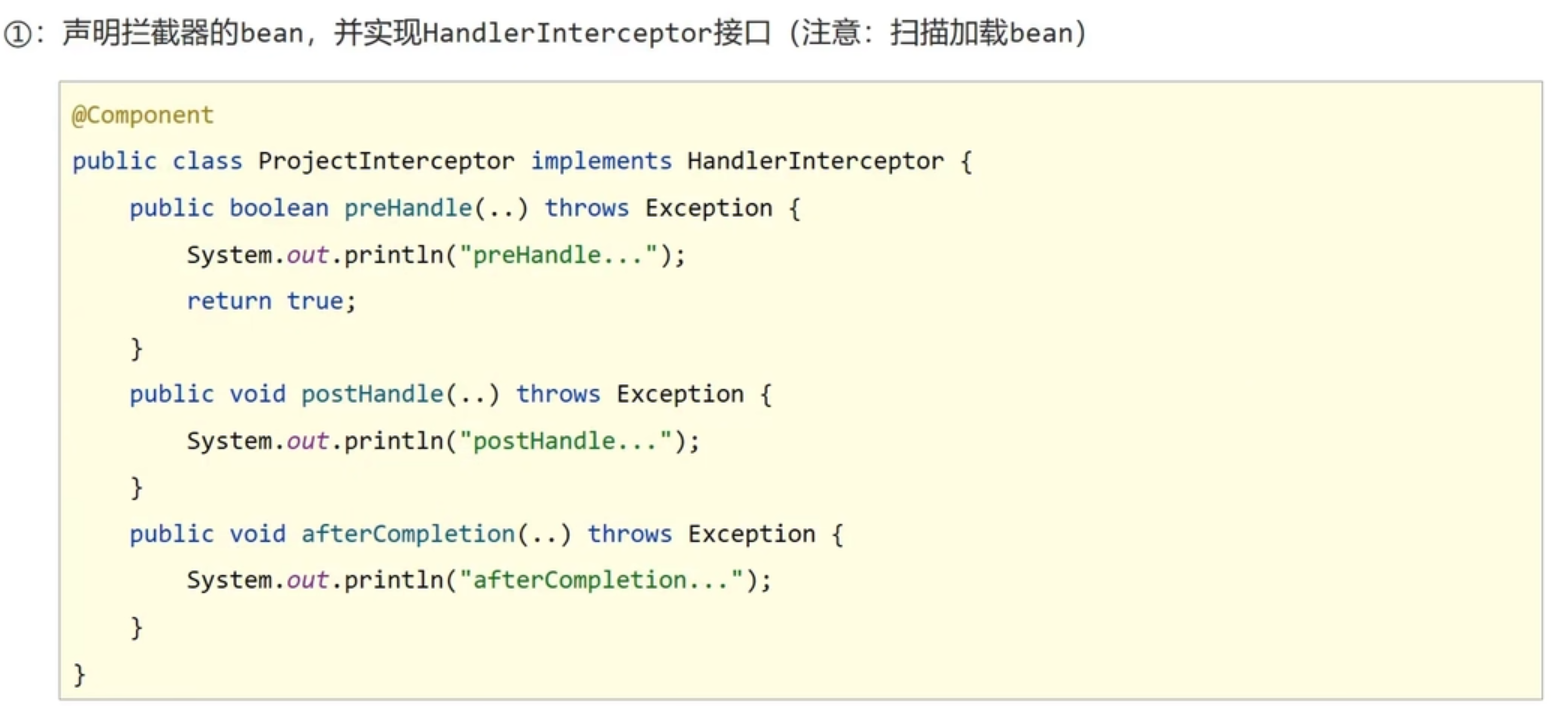 ①：声明拦截器的bean，并实现HandlerInterceptor接口（注意：扫描加载bean）
@Component
public class ProjectInterceptor implements HandlerInterceptor {
    public boolean preHandle(..) throws Exception {
        System.out.println("preHandle...");
        return true;
    }
    public void postHandle(..) throws Exception {
        System.out.println("postHandle...");
    }
    public void afterCompletion(..) throws Exception {
        System.out.println("afterCompletion...");
    }
}